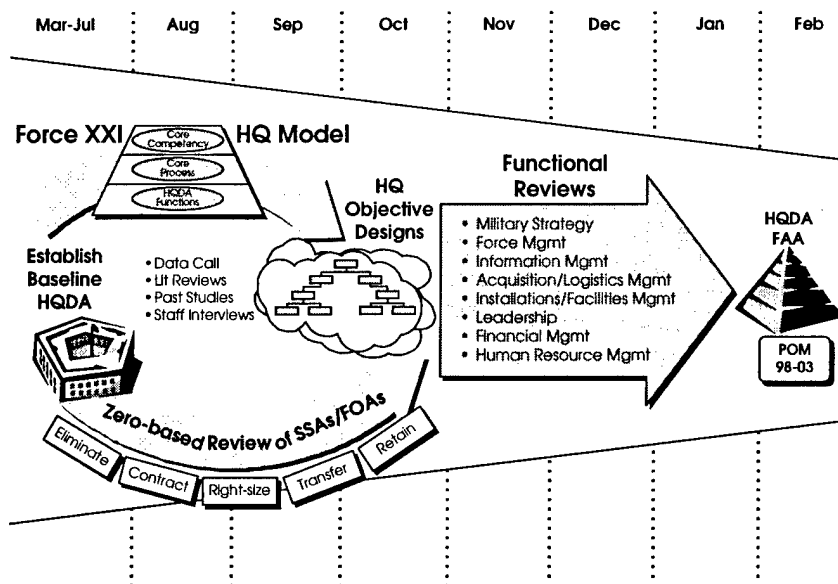 Mar-Jul Aug Sep Oct Nov Dec Jan Feb
Force XXI HQ Model
Core
Competency
Core
Process
HQDA
Functions
Establish
Baseline
HQDA
• Data Call
• Lit Reviews
• Past Studies
• Staff Interviews
HQ
Objective
Designs
Zero-based Review of SSAs/FOAs
Eliminate
Contract
Right-size
Transfer
Retain
Functional
Reviews
• Military Strategy
• Force Mgmt
• Information Mgmt
• Acquisition/Logistics Mgmt
• Installations/Facilities Mgmt
• Leadership
• Financial Mgmt
• Human Resource Mgmt
HQDA
FAA
POM
98-03